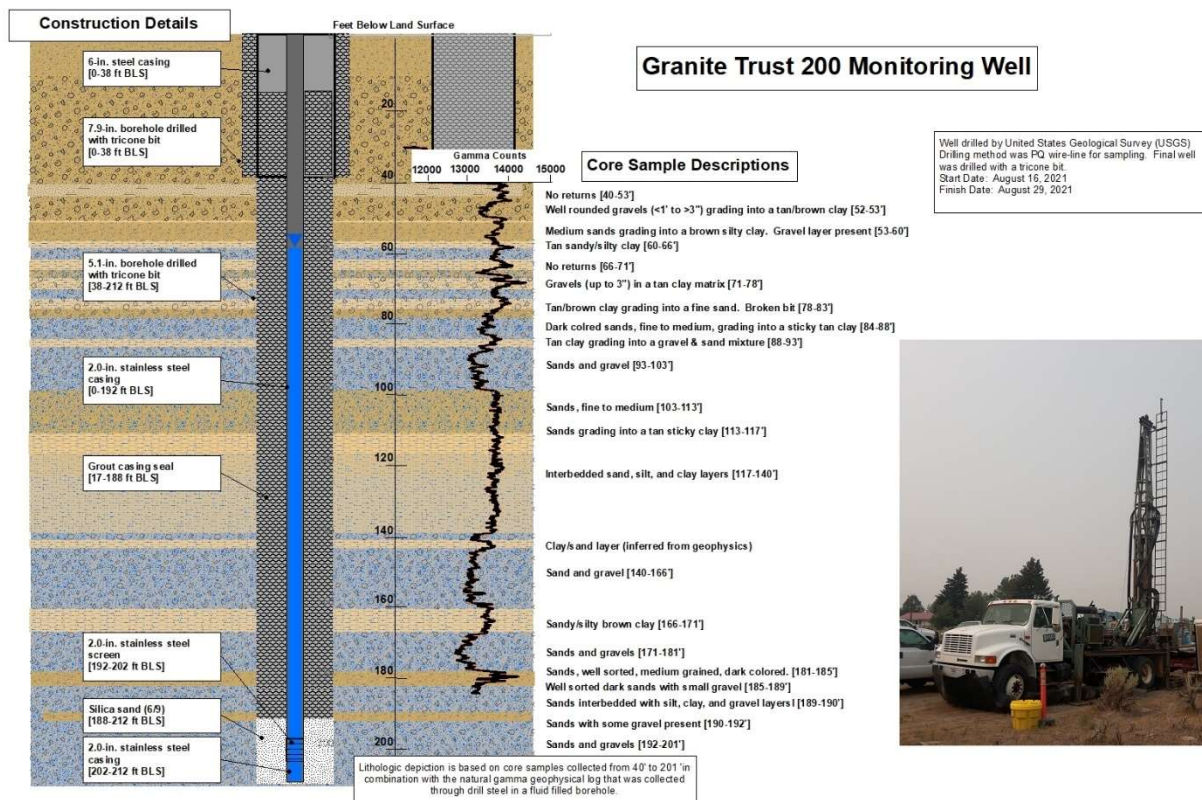 Construction Details
Feet Below Land Surface
Granite Trust 200 Monitoring Well
6-in. steel casing
[0-38 ft BLS]
7.9-in. borehole drilled
with tricone bit
[0-38 ft BLS]
5.1-in. borehole drilled
with tricone bit
[38-212 ft BLS]
2.0-in. stainless steel
casing
[0-192 ft BLS]
Grout casing seal
[17-188 ft BLS]
2.0-in. stainless steel
screen
[192-202 ft BLS]
Silica sand (6/9)
[188-212 ft BLS]
2.0-in. stainless steel
casing
[202-212 ft BLS]
20
40
60
80
100
120
140
160
180
200
Gamma Counts
12000 13000 14000 15000
Core Sample Descriptions
No returns [40-53']
Well rounded gravels (<1' to >3") grading into a tan/brown clay [52-53']
Medium sands grading into a brown silty clay. Gravel layer present [53-60']
Tan sandy/silty clay [60-66']
No returns [66-71']
Gravels (up to 3") in a tan clay matrix [71-78']
Tan/brown clay grading into a fine sand. Broken bit [78-83']
Dark colred sands, fine to medium, grading into a sticky tan clay [84-88']
Tan clay grading into a gravel & sand mixture [88-93']
Sands and gravel [93-103']
Sands, fine to medium [103-113']
Sands grading into a tan sticky clay [113-117']
Interbedded sand, silt, and clay layers [117-140']
Clay/sand layer (inferred from geophysics)
Sand and gravel [140-166']
Sandy/silty brown clay [166-171']
Sands and gravels [171-181']
Sands, well sorted, medium grained, dark colored. [181-185']
Well sorted dark sands with small gravel [185-189']
Sands interbedded with silt, clay, and gravel layersl [189-190']
Sands with some gravel present [190-192']
Sands and gravels [192-201']
Lithologic depiction is based on core samples collected from 40' to 201 'in
combination with the natural gamma geophysical log that was collected
through drill steel in a fluid filled borehole.
Well drilled by United States Geological Survey (USGS)
Drilling method was PQ wire-line for sampling. Final well
was drilled with a tricone bit.
Start Date: August 16, 2021
Finish Date: August 29, 2021